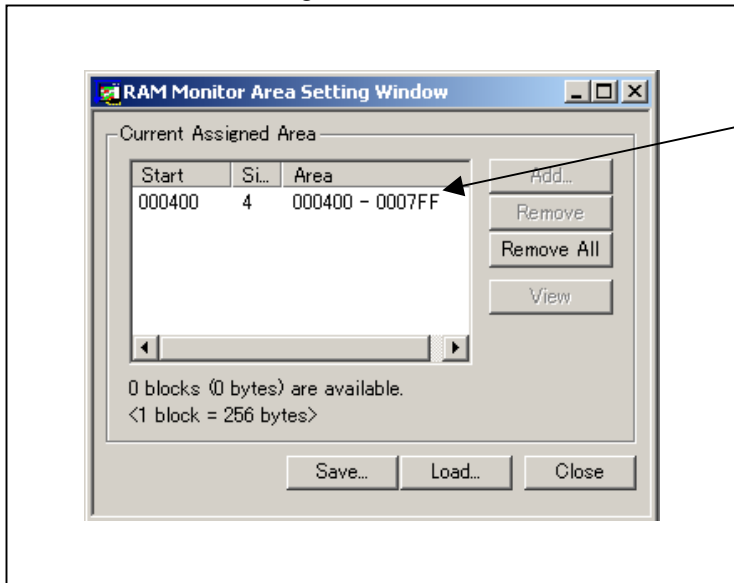 RAM Monitor Area Setting Window
Current Assigned Area
Start Si... Area
000400 4 000400 - 0007FF
Add...
Remove
Remove All
View
0 blocks (0 bytes) are available.
<1 block = 256 bytes>
Save... Load... Close